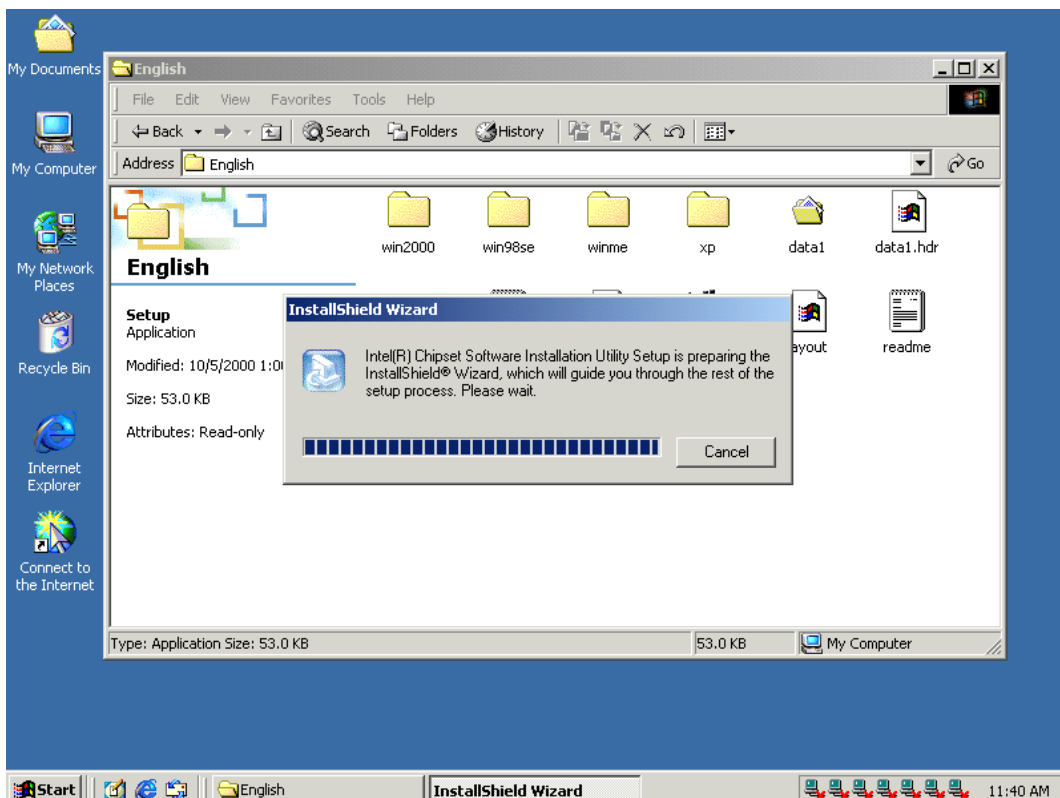 My Documents
My Computer
My Network
Places
Recycle Bin
Internet
Explorer
Connect to
the Internet
English
File Edit View Favorites Tools Help
Back Search Folders History
Address English Go
English
Setup
Application
Modified: 10/5/2000 1:0
Size: 53.0 KB
Attributes: Read-only
win2000 win98se winme xp data1 data1.hdr
readme
InstallShield Wizard
Intel(R) Chipset Software Installation Utility Setup is preparing the
InstallShield® Wizard, which will guide you through the rest of the
setup process. Please wait.
Cancel
Type: Application Size: 53.0 KB 53.0 KB My Computer
Start English InstallShield Wizard 11:40 AM